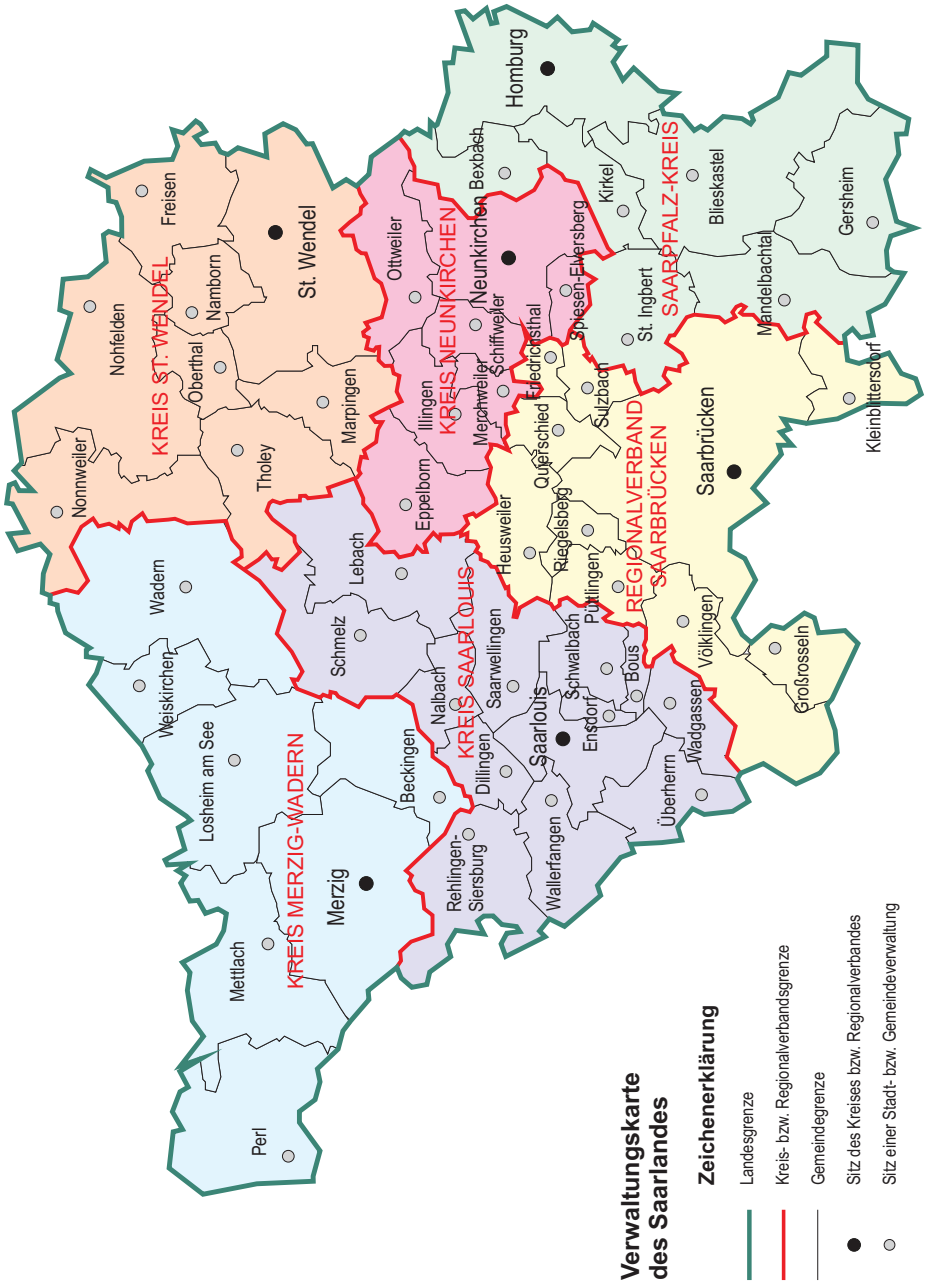 Perl
Mettlach
Merzig
Losheim am See
Weiskirchen
Wadern
Beckingen
KREIS MERZIG-WADERN
Nonnweiler
Nohfelden
Freisen
KREIS ST. WENDEL
Oberthal
Namborn
Tholey
St. Wendel
Marpingen
Schmelz
Lebach
Nalbach
KREIS SAARLOUIS
Rehlingen-
Siersburg
Dillingen
Saarwellingen
Wallerfangen
Saarlouis
Schwalbach
Ensdorf
Bous
Überherrn
Wadgassen
Eppelborn
Illingen
Ottweiler
KREIS NEUNKIRCHEN
Merchweiler
Schiffweiler
Neunkirchen
Spiesen-Elversberg
Heusweiler
Quierschied
Friedrichsthal
Riegelsberg
Sulzbach
Püttlingen
REGIONALVERBAND
SAARBRÜCKEN
Völklingen
Saarbrücken
Großrosseln
Kleinblittersdorf
Bexbach
Homburg
Kirkel
St. Ingbert
SAARPFALZ-KREIS
Blieskastel
Mandelbachtal
Gersheim
Verwaltungskarte
des Saarlandes
Zeichenerklärung
Landesgrenze
Kreis- bzw. Regionalverbandsgrenze
Gemeindegrenze
Sitz des Kreises bzw. Regionalverbandes
Sitz einer Stadt- bzw. Gemeindeverwaltung